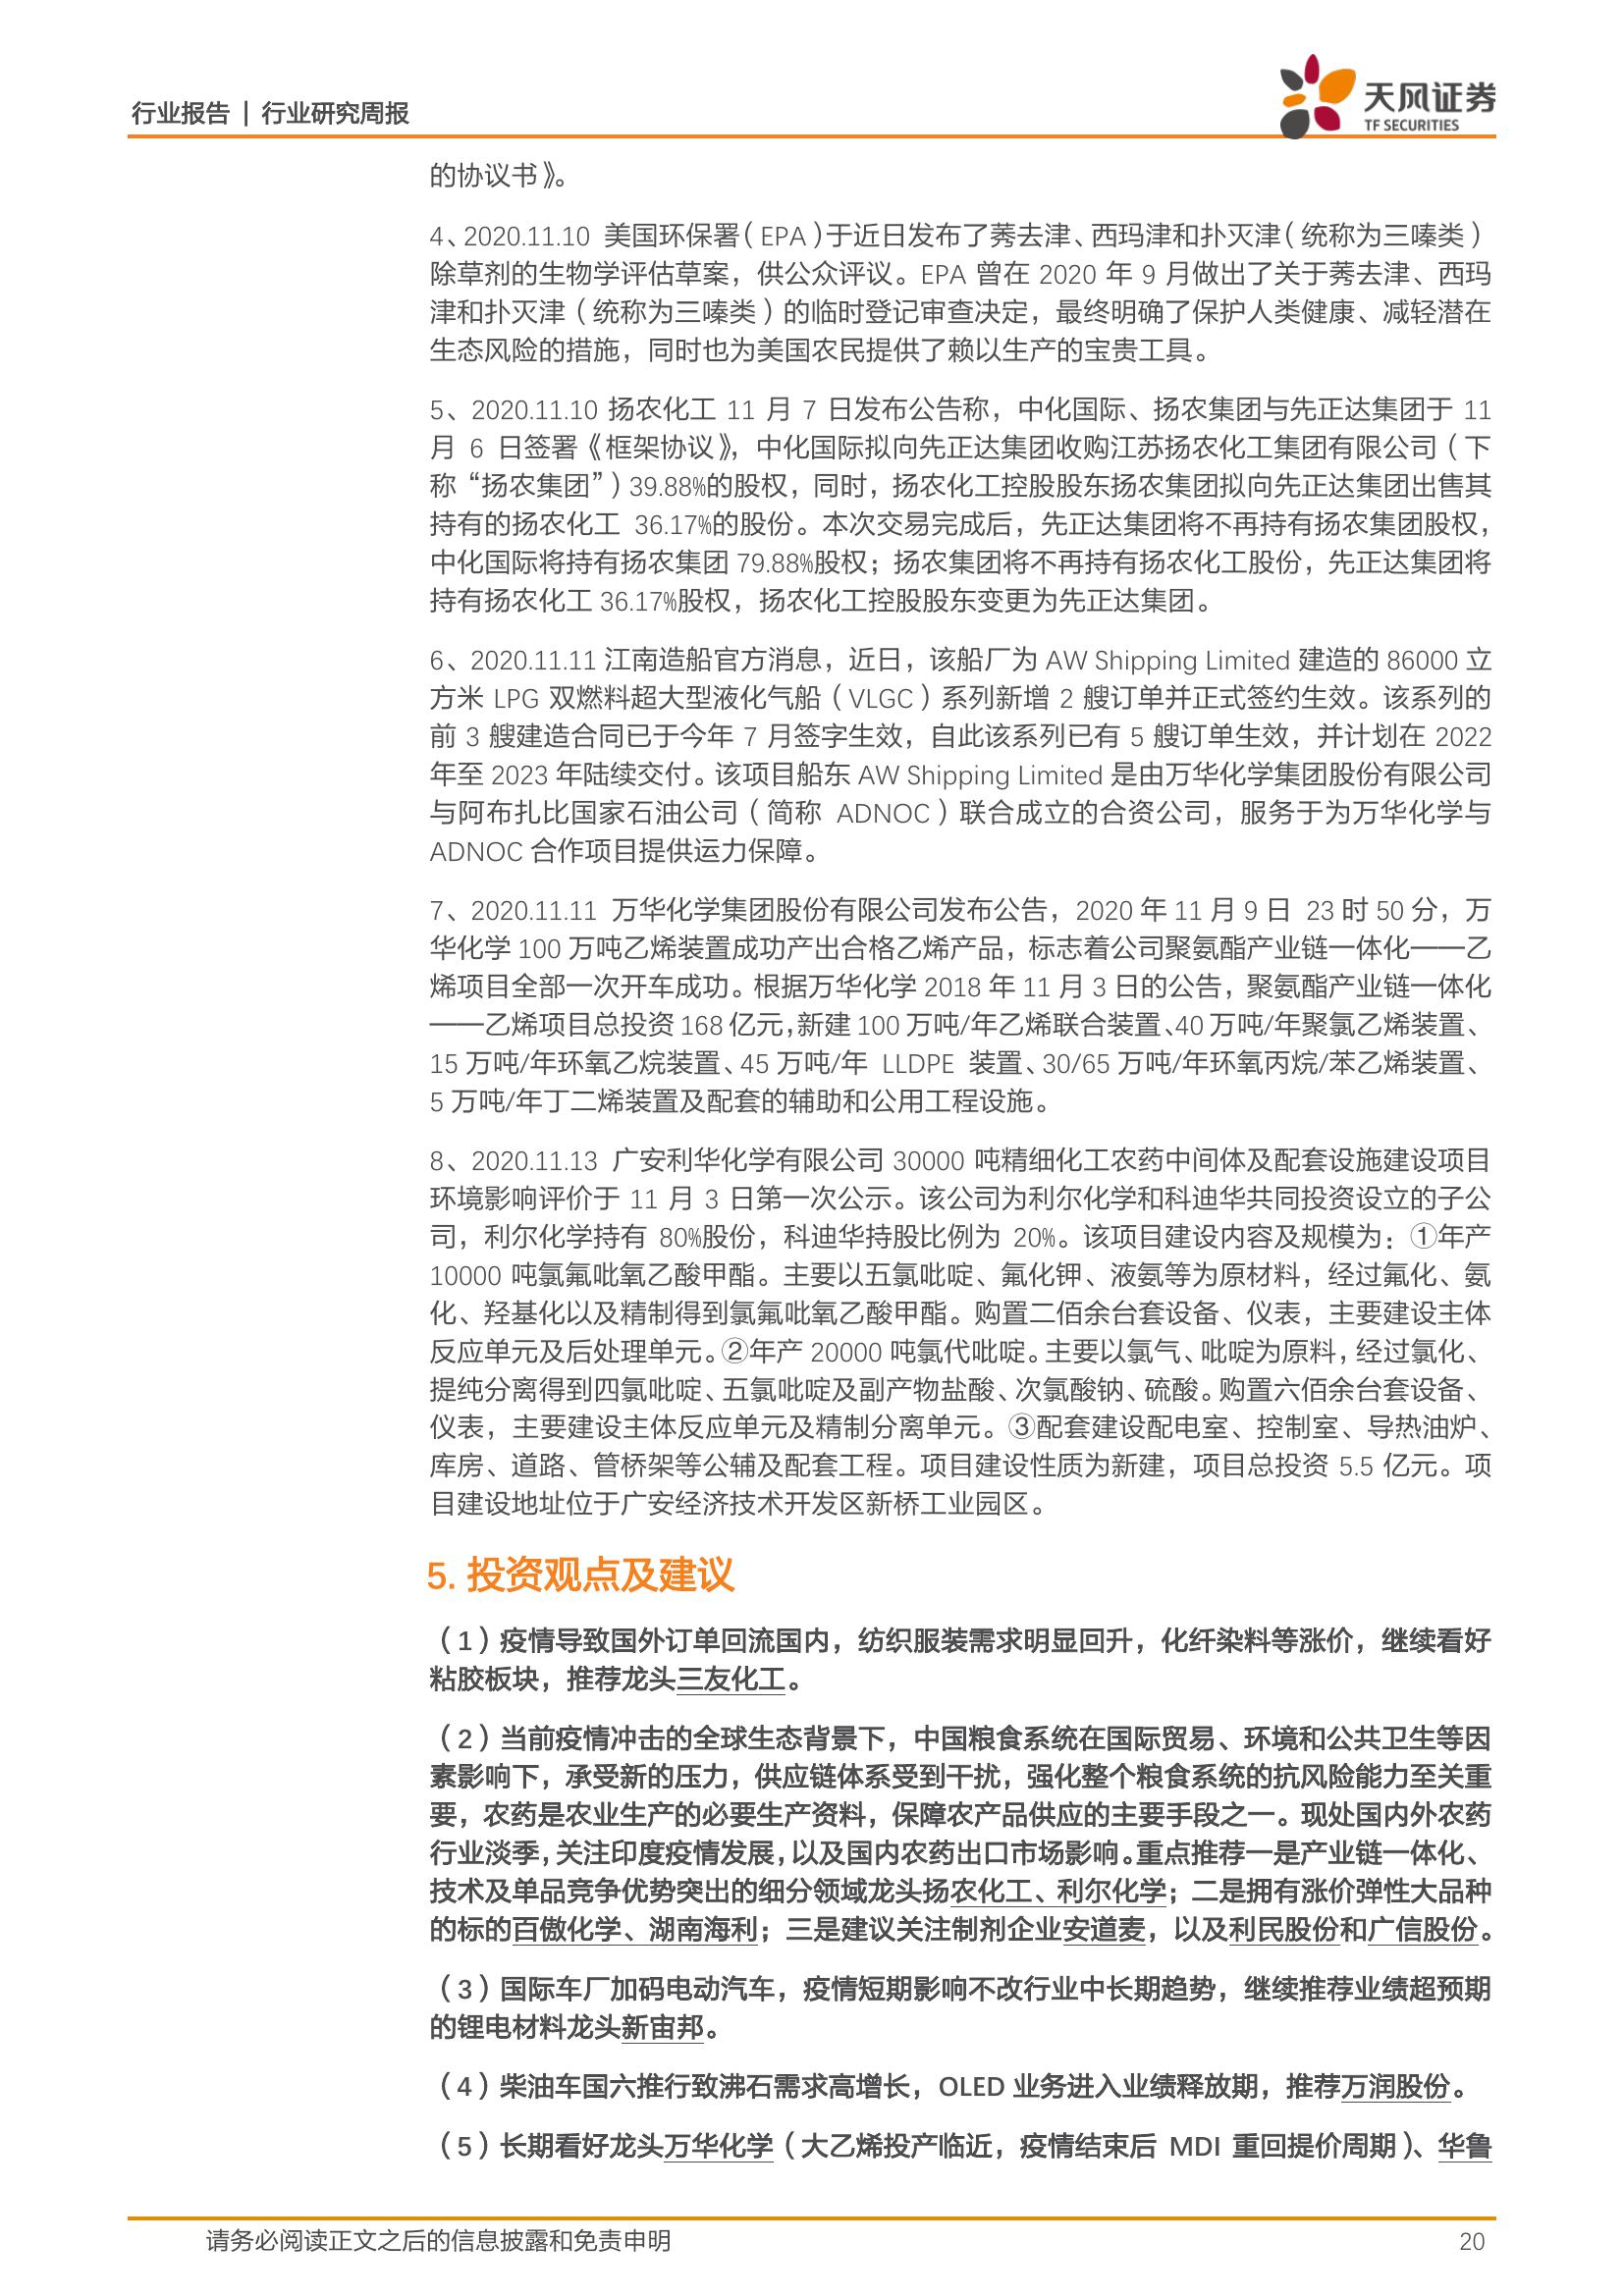 行业报告 | 行业研究周报
天风证券
TF SECURITIES
的协议书》。
4、2020.11.10 美国环保署（EPA）于近日发布了莠去津、西玛津和扑灭津（统称为三嗪类）
除草剂的生物学评估草案，供公众评议。EPA 曾在 2020 年 9 月做出了关于莠去津、西玛
津和扑灭津（统称为三嗪类）的临时登记审查决定，最终明确了保护人类健康、减轻潜在
生态风险的措施，同时也为美国农民提供了赖以生产的宝贵工具。
5、2020.11.10 扬农化工 11 月 7 日发布公告称，中化国际、扬农集团与先正达集团于 11
月 6 日签署《框架协议》，中化国际拟向先正达集团收购江苏扬农化工集团有限公司（下
称“扬农集团”）39.88%的股权，同时，扬农化工控股股东扬农集团拟向先正达集团出售其
持有的扬农化工 36.17%的股份。本次交易完成后，先正达集团将不再持有扬农集团股权，
中化国际将持有扬农集团 79.88%股权；扬农集团将不再持有扬农化工股份，先正达集团将
持有扬农化工 36.17%股权，扬农化工控股股东变更为先正达集团。
6、2020.11.11 江南造船官方消息，近日，该船厂为 AW Shipping Limited 建造的 86000 立
方米 LPG 双燃料超大型液化气船（VLGC）系列新增 2 艘订单并正式签约生效。该系列的
前 3 艘建造合同已于今年 7 月签字生效，自此该系列已有 5 艘订单生效，并计划在 2022
年至 2023 年陆续交付。该项目船东 AW Shipping Limited 是由万华化学集团股份有限公司
与阿布扎比国家石油公司（简称 ADNOC）联合成立的合资公司，服务于为万华化学与
ADNOC 合作项目提供运力保障。
7、2020.11.11 万华化学集团股份有限公司发布公告，2020 年 11 月 9 日 23 时 50 分，万
华化学 100 万吨乙烯装置成功产出合格乙烯产品，标志着公司聚氨酯产业链一体化——乙
烯项目全部一次开车成功。根据万华化学 2018 年 11 月 3 日的公告，聚氨酯产业链一体化
——乙烯项目总投资 168 亿元，新建 100 万吨/年乙烯联合装置、40 万吨/年聚氯乙烯装置、
15 万吨/年环氧乙烷装置、45 万吨/年 LLDPE 装置、30/65 万吨/年环氧丙烷/苯乙烯装置、
5 万吨/年丁二烯装置及配套的辅助和公用工程设施。
8、2020.11.13 广安利华化学有限公司 30000 吨精细化工农药中间体及配套设施建设项目
环境影响评价于 11 月 3 日第一次公示。该公司为利尔化学和科迪华共同投资设立的子公
司，利尔化学持有 80%股份，科迪华持股比例为 20%。该项目建设内容及规模为：①年产
10000 吨氯氟吡氧乙酸甲酯。主要以五氯吡啶、氟化钾、液氨等为原材料，经过氟化、氨
化、羟基化以及精制得到氯氟吡氧乙酸甲酯。购置二佰余台套设备、仪表，主要建设主体
反应单元及后处理单元。②年产 20000 吨氯代吡啶。主要以氯气、吡啶为原料，经过氯化、
提纯分离得到四氯吡啶、五氯吡啶及副产物盐酸、次氯酸钠、硫酸。购置六佰余台套设备、
仪表，主要建设主体反应单元及精制分离单元。③配套建设配电室、控制室、导热油炉、
库房、道路、管桥架等公辅及配套工程。项目建设性质为新建，项目总投资 5.5 亿元。项
目建设地址位于广安经济技术开发区新桥工业园区。
5. 投资观点及建议
（1）疫情导致国外订单回流国内，纺织服装需求明显回升，化纤染料等涨价，继续看好
粘胶板块，推荐龙头三友化工。
（2）当前疫情冲击的全球生态背景下，中国粮食系统在国际贸易、环境和公共卫生等因
素影响下，承受新的压力，供应链体系受到干扰，强化整个粮食系统的抗风险能力至关重
要，农药是农业生产的必要生产资料，保障农产品供应的主要手段之一。现处国内外农药
行业淡季，关注印度疫情发展，以及国内农药出口市场影响。重点推荐一是产业链一体化、
技术及单品竞争优势突出的细分领域龙头扬农化工、利尔化学；二是拥有涨价弹性大品种
的标的百傲化学、湖南海利；三是建议关注制剂企业安道麦，以及利民股份和广信股份。
（3）国际车厂加码电动汽车，疫情短期影响不改行业中长期趋势，继续推荐业绩超预期
的锂电材料龙头新宙邦。
（4）柴油车国六推行致沸石需求高增长，OLED 业务进入业绩释放期，推荐万润股份。
（5）长期看好龙头万华化学（大乙烯投产临近，疫情结束后 MDI 重回提价周期）、华鲁
请务必阅读正文之后的信息披露和免责申明
20